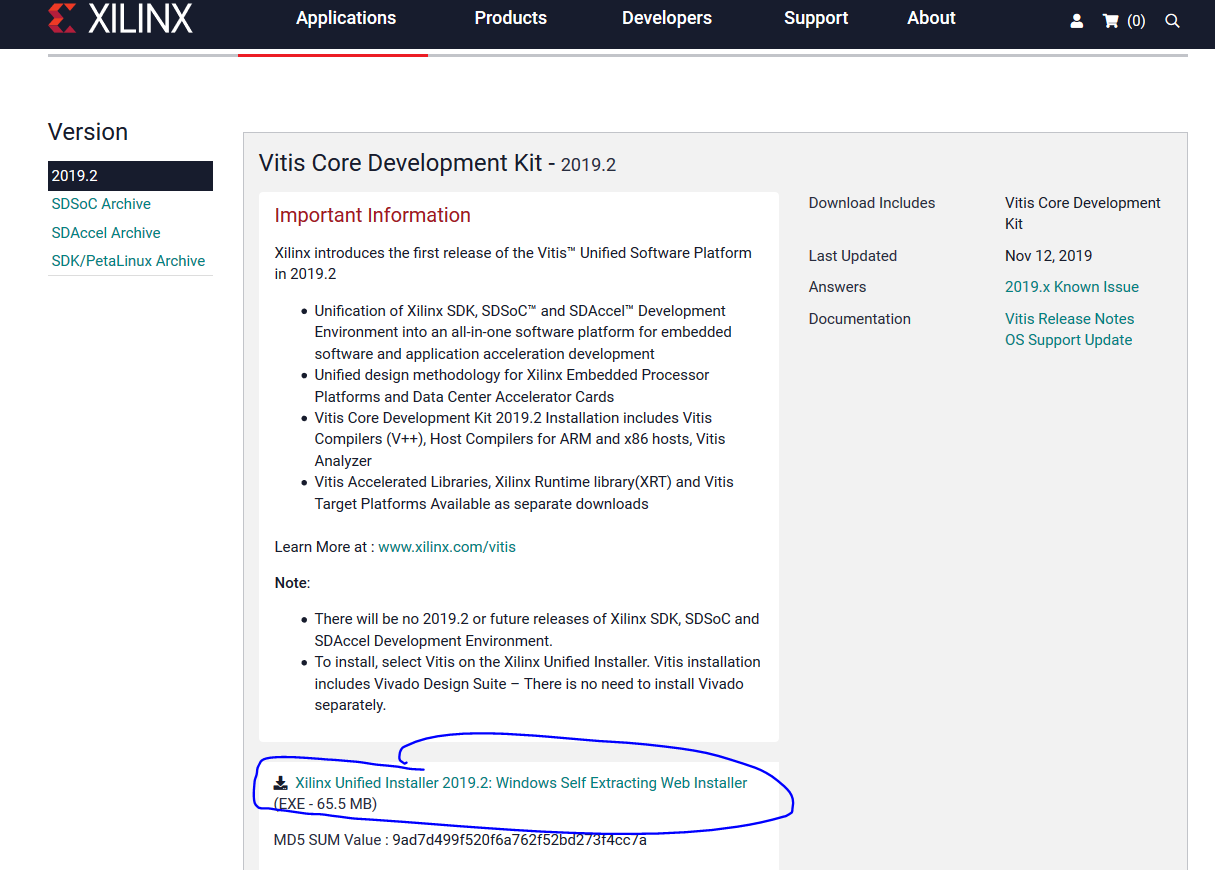 XILINX
Applications Products Developers Support About (0)
Version
2019.2
SDSoC Archive
SDAccel Archive
SDK/PetaLinux Archive
Vitis Core Development Kit - 2019.2
Important Information
Xilinx introduces the first release of the Vitis™ Unified Software Platform
in 2019.2
• Unification of Xilinx SDK, SDSoC™ and SDAccel™ Development
Environment into an all-in-one software platform for embedded
software and application acceleration development
• Unified design methodology for Xilinx Embedded Processor
Platforms and Data Center Accelerator Cards
• Vitis Core Development Kit 2019.2 Installation includes Vitis
Compilers (V++), Host Compilers for ARM and x86 hosts, Vitis
Analyzer
• Vitis Accelerated Libraries, Xilinx Runtime library(XRT) and Vitis
Target Platforms Available as separate downloads
Learn More at : www.xilinx.com/vitis
Note:
• There will be no 2019.2 or future releases of Xilinx SDK, SDSoC and
SDAccel Development Environment.
• To install, select Vitis on the Xilinx Unified Installer. Vitis installation
includes Vivado Design Suite – There is no need to install Vivado
separately.
Xilinx Unified Installer 2019.2: Windows Self Extracting Web Installer
(EXE - 65.5 MB)
MD5 SUM Value : 9ad7d499f520f6a762f52bd273f4cc7a
Download Includes Vitis Core Development
Kit
Last Updated Nov 12, 2019
Answers 2019.x Known Issue
Documentation Vitis Release Notes
OS Support Update